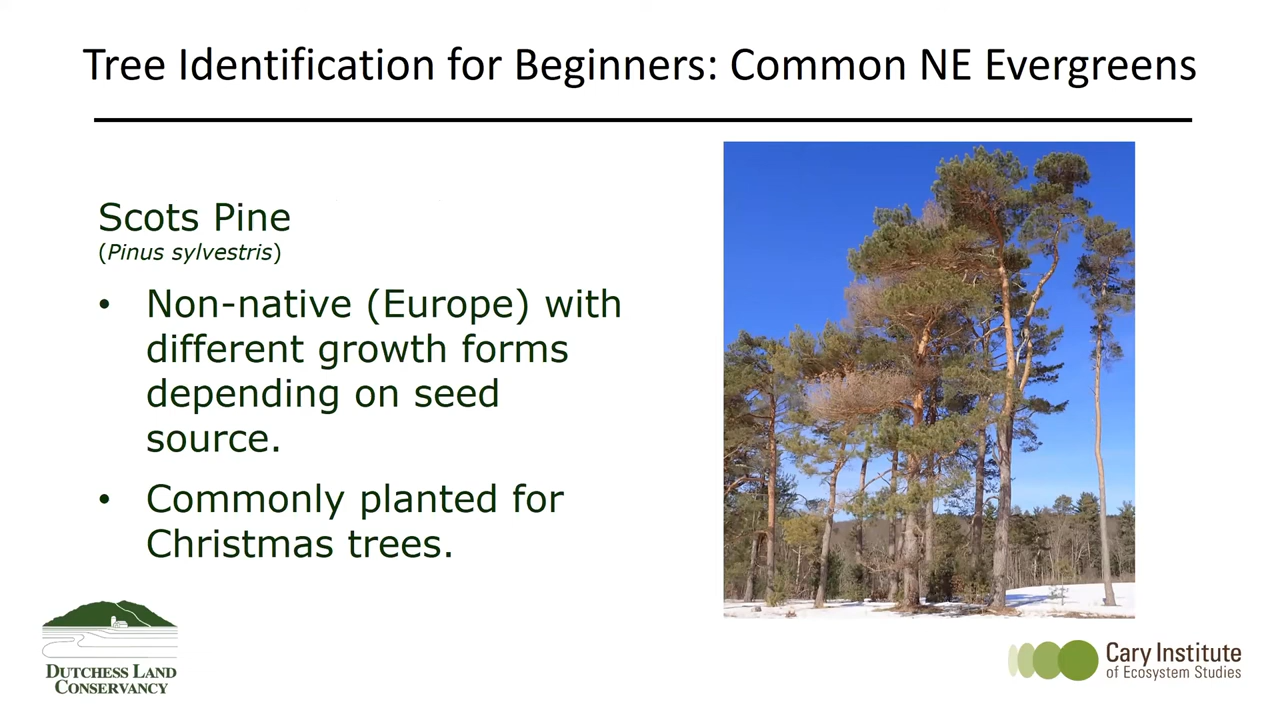 Tree Identification for Beginners: Common NE Evergreens
Scots Pine
(Pinus sylvestris)
• Non-native (Europe) with
different growth forms
depending on seed
source.
• Commonly planted for
Christmas trees.
DUTCHESS LAND
CONSERVANCY
Cary Institute
of Ecosystem Studies